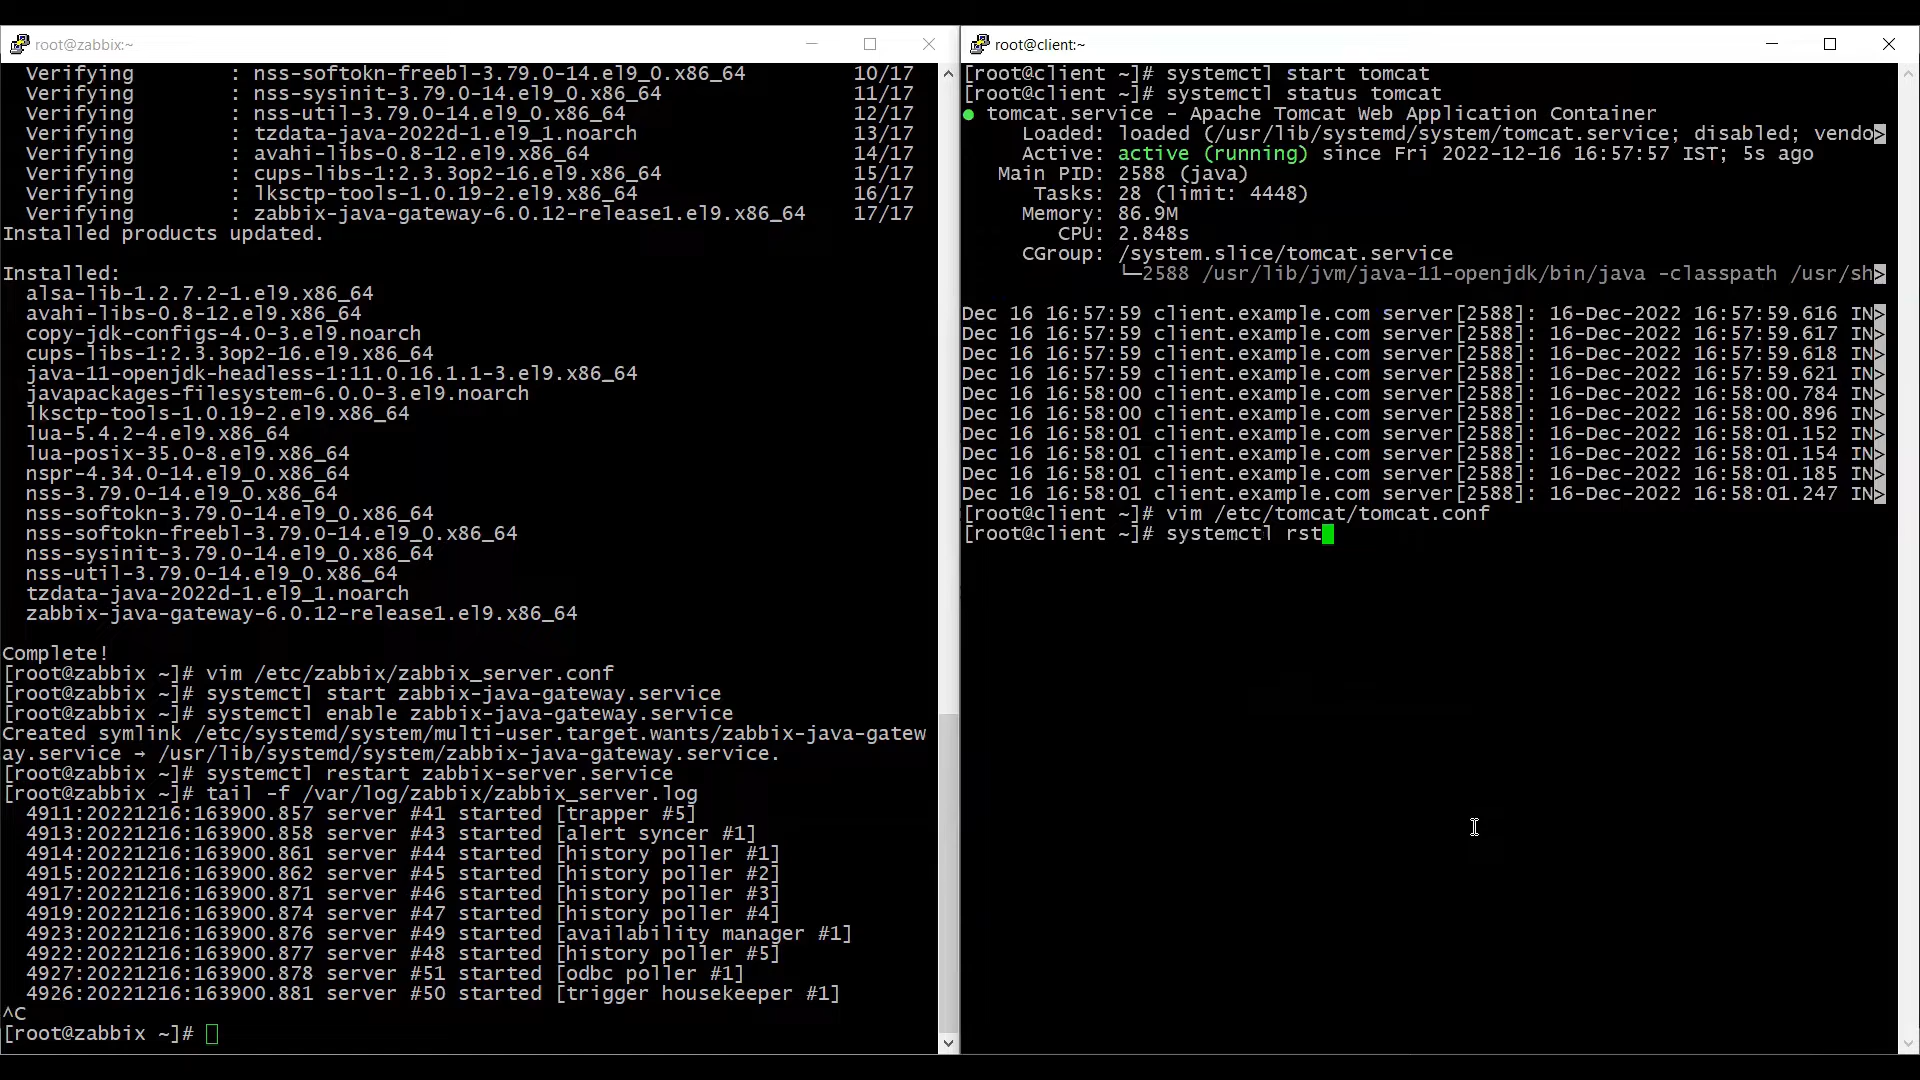 root@zabbix:~
Verifying : nss-softokn-freebl-3.79.0-14.el9_0.x86_64 10/17
Verifying : nss-sysinit-3.79.0-14.el9_0.x86_64 11/17
Verifying : nss-util-3.79.0-14.el9_0.x86_64 12/17
Verifying : tzdata-java-2022d-1.el9_1.noarch 13/17
Verifying : avahi-libs-0.8-12.el9.x86_64 14/17
Verifying : cups-libs-1:2.3.3op2-16.el9.x86_64 15/17
Verifying : lksctp-tools-1.0.19-2.el9.x86_64 16/17
Verifying : zabbix-java-gateway-6.0.12-release1.el9.x86_64 17/17
Installed products updated.
Installed:
alsa-lib-1.2.7.2-1.el9.x86_64
avahi-libs-0.8-12.el9.x86_64
copy-jdk-configs-4.0-3.el9.noarch
cups-libs-1:2.3.3op2-16.el9.x86_64
java-11-openjdk-headless-1:11.0.16.1.1-3.el9.x86_64
javapackages-filesystem-6.0.0-3.el9.noarch
lksctp-tools-1.0.19-2.el9.x86_64
lua-5.4.2-4.el9.x86_64
lua-posix-35.0-8.el9.x86_64
nspr-4.34.0-14.el9_0.x86_64
nss-3.79.0-14.el9_0.x86_64
nss-softokn-3.79.0-14.el9_0.x86_64
nss-softokn-freebl-3.79.0-14.el9_0.x86_64
nss-sysinit-3.79.0-14.el9_0.x86_64
nss-util-3.79.0-14.el9_0.x86_64
tzdata-java-2022d-1.el9_1.noarch
zabbix-java-gateway-6.0.12-release1.el9.x86_64
Complete!
[root@zabbix ~]# vim /etc/zabbix/zabbix_server.conf
[root@zabbix ~]# systemctl start zabbix-java-gateway.service
[root@zabbix ~]# systemctl enable zabbix-java-gateway.service
Created symlink /etc/systemd/system/multi-user.target.wants/zabbix-java-gatew
ay.service → /usr/lib/systemd/system/zabbix-java-gateway.service.
[root@zabbix ~]# systemctl restart zabbix-server.service
[root@zabbix ~]# tail -f /var/log/zabbix/zabbix_server.log
4911:20221216:163900.857 server #41 started [trapper #5]
4913:20221216:163900.858 server #43 started [alert syncer #1]
4914:20221216:163900.861 server #44 started [history poller #1]
4915:20221216:163900.862 server #45 started [history poller #2]
4917:20221216:163900.871 server #46 started [history poller #3]
4919:20221216:163900.874 server #47 started [history poller #4]
4923:20221216:163900.876 server #49 started [availability manager #1]
4922:20221216:163900.877 server #48 started [history poller #5]
4927:20221216:163900.878 server #51 started [odbc poller #1]
4926:20221216:163900.881 server #50 started [trigger housekeeper #1]
^C
[root@zabbix ~]#
root@client:~
[root@client ~]# systemctl start tomcat
[root@client ~]# systemctl status tomcat
● tomcat.service - Apache Tomcat Web Application Container
Loaded: loaded (/usr/lib/systemd/system/tomcat.service; disabled; vendo>
Active: active (running) since Fri 2022-12-16 16:57:57 IST; 5s ago
Main PID: 2588 (java)
Tasks: 28 (limit: 4448)
Memory: 86.9M
CPU: 2.848s
CGroup: /system.slice/tomcat.service
└─2588 /usr/lib/jvm/java-11-openjdk/bin/java -classpath /usr/sh>
Dec 16 16:57:59 client.example.com server[2588]: 16-Dec-2022 16:57:59.616 IN>
Dec 16 16:57:59 client.example.com server[2588]: 16-Dec-2022 16:57:59.617 IN>
Dec 16 16:57:59 client.example.com server[2588]: 16-Dec-2022 16:57:59.618 IN>
Dec 16 16:57:59 client.example.com server[2588]: 16-Dec-2022 16:57:59.621 IN>
Dec 16 16:58:00 client.example.com server[2588]: 16-Dec-2022 16:58:00.784 IN>
Dec 16 16:58:00 client.example.com server[2588]: 16-Dec-2022 16:58:00.896 IN>
Dec 16 16:58:01 client.example.com server[2588]: 16-Dec-2022 16:58:01.152 IN>
Dec 16 16:58:01 client.example.com server[2588]: 16-Dec-2022 16:58:01.154 IN>
Dec 16 16:58:01 client.example.com server[2588]: 16-Dec-2022 16:58:01.185 IN>
Dec 16 16:58:01 client.example.com server[2588]: 16-Dec-2022 16:58:01.247 IN>
[root@client ~]# vim /etc/tomcat/tomcat.conf
[root@client ~]# systemctl rst